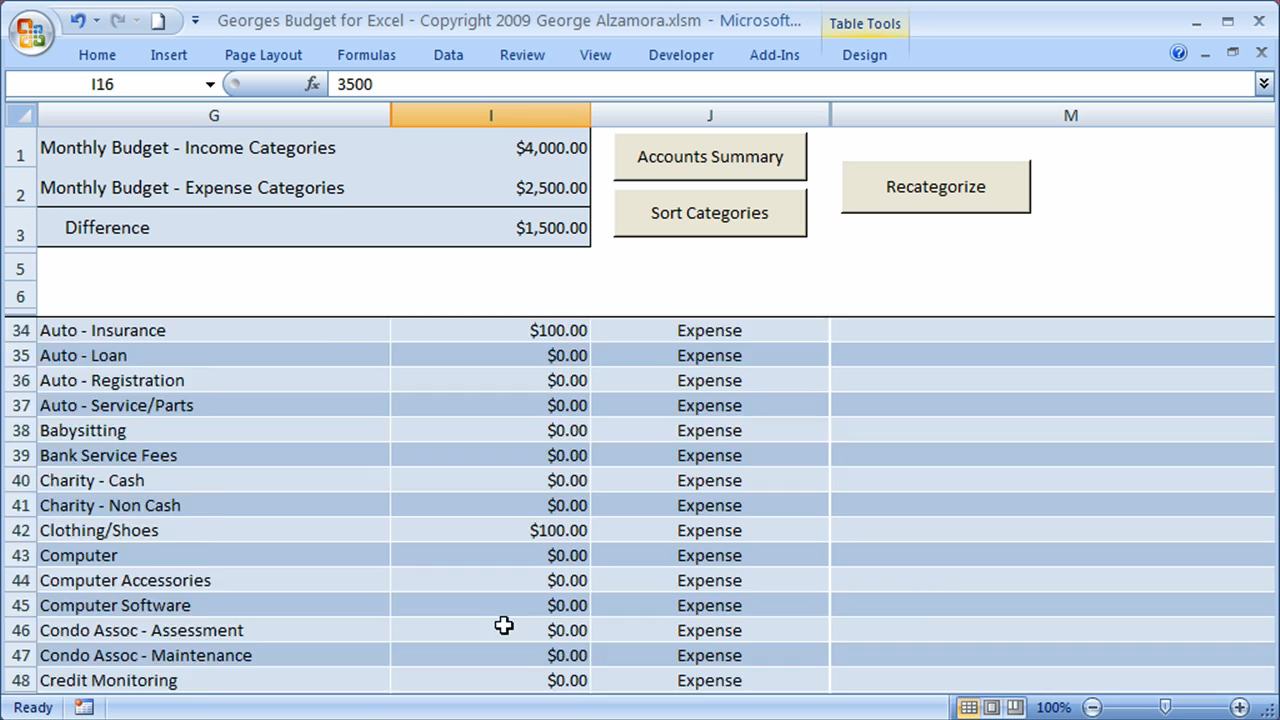 Georges Budget for Excel - Copyright 2009 George Alzamora.xlsm - Microsoft...
Table Tools
Home Insert Page Layout Formulas Data Review View Developer Add-Ins Design
I16 fx 3500
G I J M
1 Monthly Budget - Income Categories $4,000.00
Accounts Summary
Recategorize
2 Monthly Budget - Expense Categories $2,500.00
Sort Categories
3 Difference $1,500.00
5
6
34 Auto - Insurance $100.00 Expense
35 Auto - Loan $0.00 Expense
36 Auto - Registration $0.00 Expense
37 Auto - Service/Parts $0.00 Expense
38 Babysitting $0.00 Expense
39 Bank Service Fees $0.00 Expense
40 Charity - Cash $0.00 Expense
41 Charity - Non Cash $0.00 Expense
42 Clothing/Shoes $100.00 Expense
43 Computer $0.00 Expense
44 Computer Accessories $0.00 Expense
45 Computer Software $0.00 Expense
46 Condo Assoc - Assessment $0.00 Expense
47 Condo Assoc - Maintenance $0.00 Expense
48 Credit Monitoring $0.00 Expense
Ready 100%